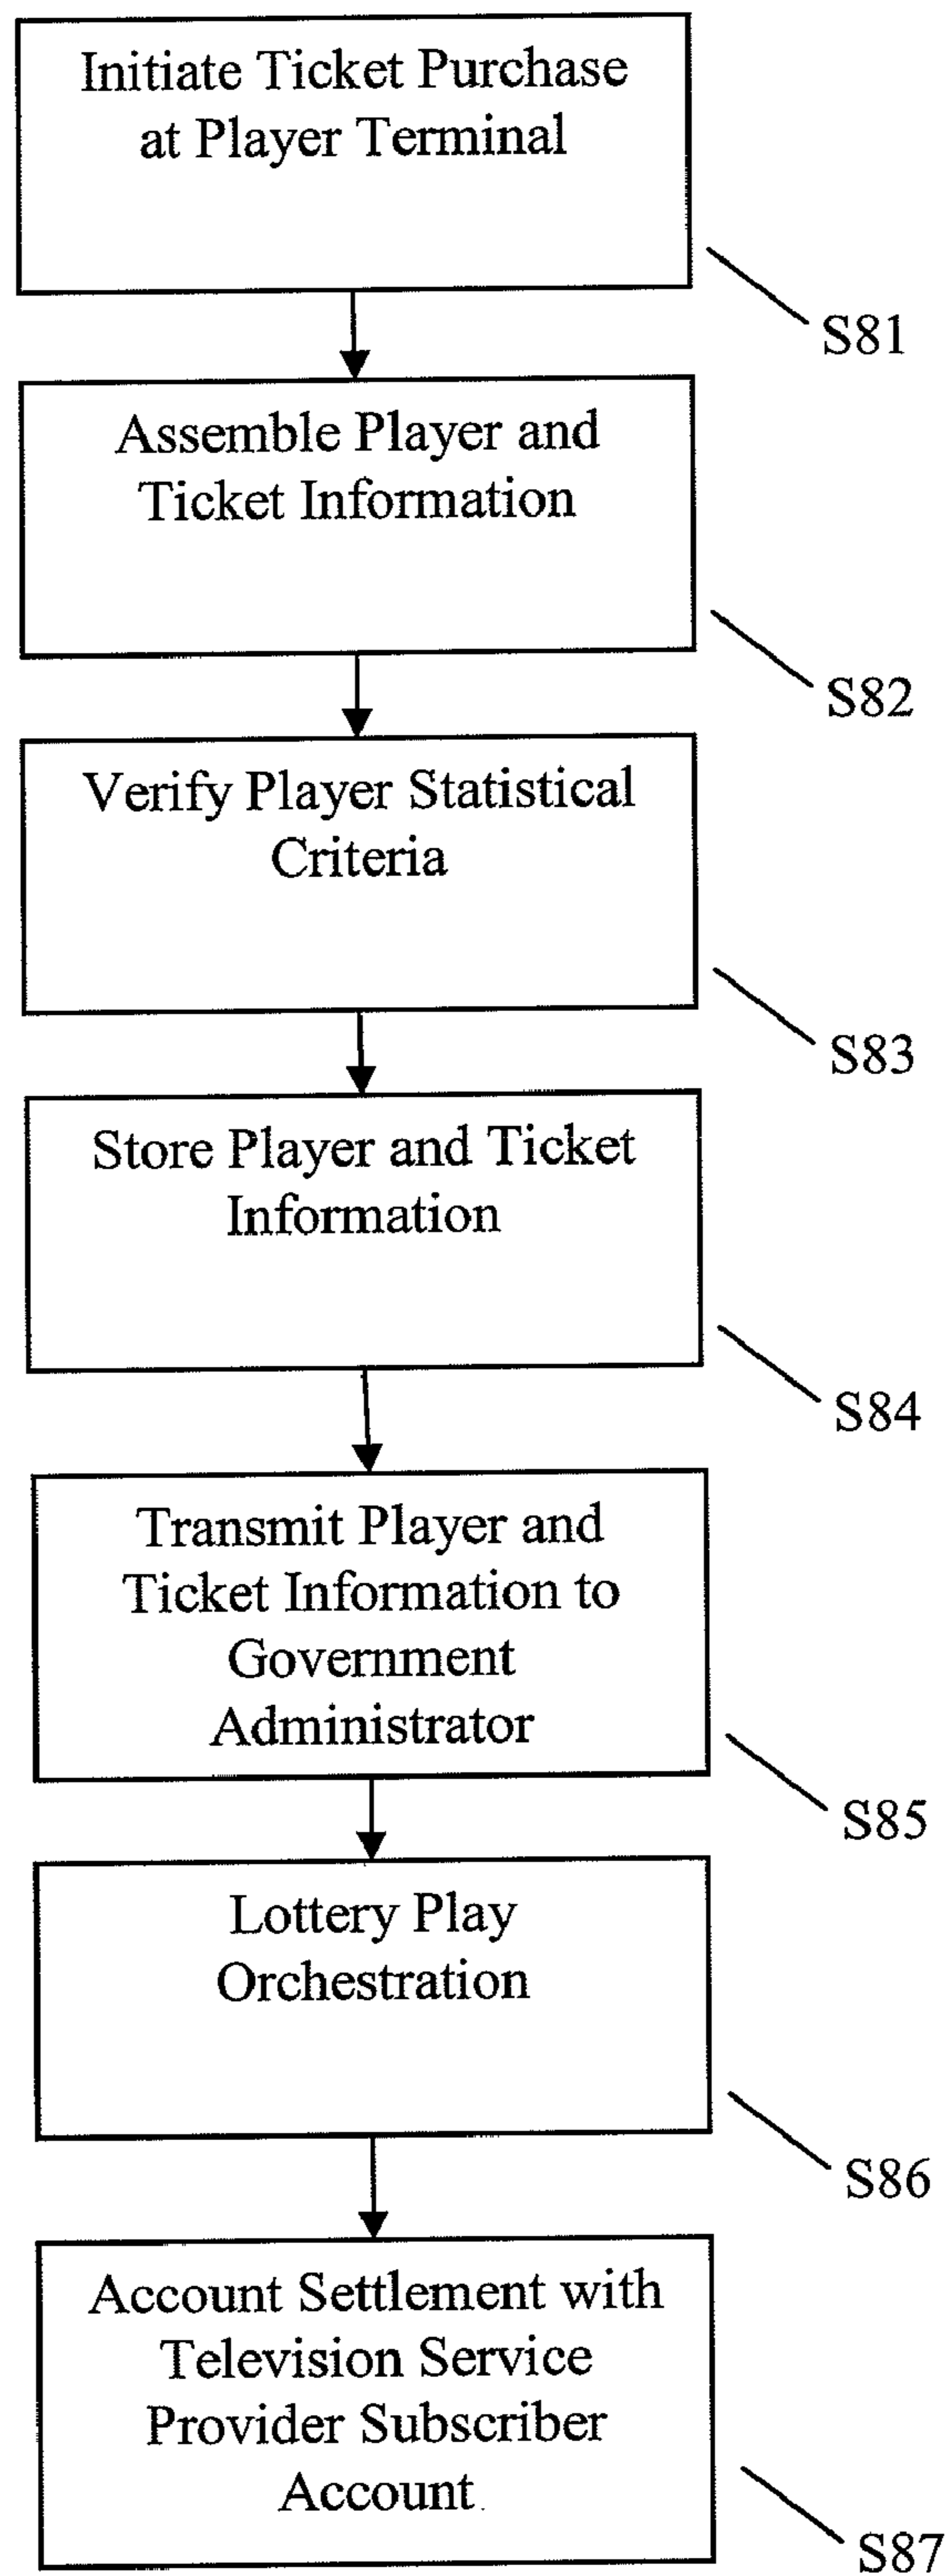 Initiate Ticket Purchase
at Player Terminal
S81
Assemble Player and
Ticket Information
S82
Verify Player Statistical
Criteria
S83
Store Player and Ticket
Information
S84
Transmit Player and
Ticket Information to
Government
Administrator
S85
Lottery Play
Orchestration
S86
Account Settlement with
Television Service
Provider Subscriber
Account
S87